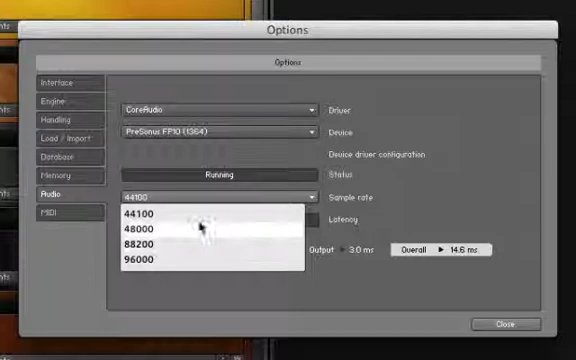 Options
Options
Interface
Engine
Handling
Load / Import
Database
Memory
Audio
MIDI
CoreAudio
Driver
PreSonus FP10 (1364)
Device
Device driver configuration
Running
Status
44100
Sample rate
44100
48000
88200
96000
Latency
Output
3.0 ms
Overall
14.6 ms
Close